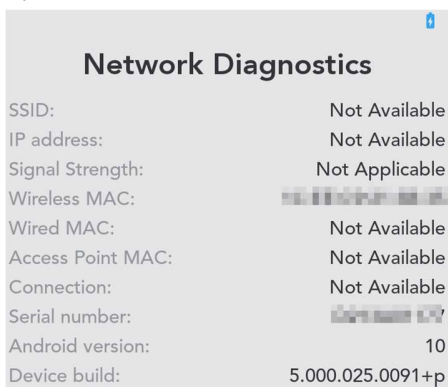 Network Diagnostics
SSID: Not Available
IP address: Not Available
Signal Strength: Not Applicable
Wireless MAC:
Wired MAC: Not Available
Access Point MAC: Not Available
Connection: Not Available
Serial number:
Android version: 10
Device build: 5.000.025.0091+p